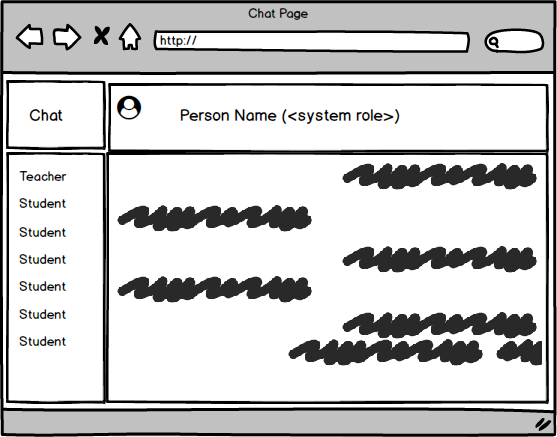 Chat Page
http://
Chat
Person Name (<system role>)
Teacher
Student
Student
Student
Student
Student
Student